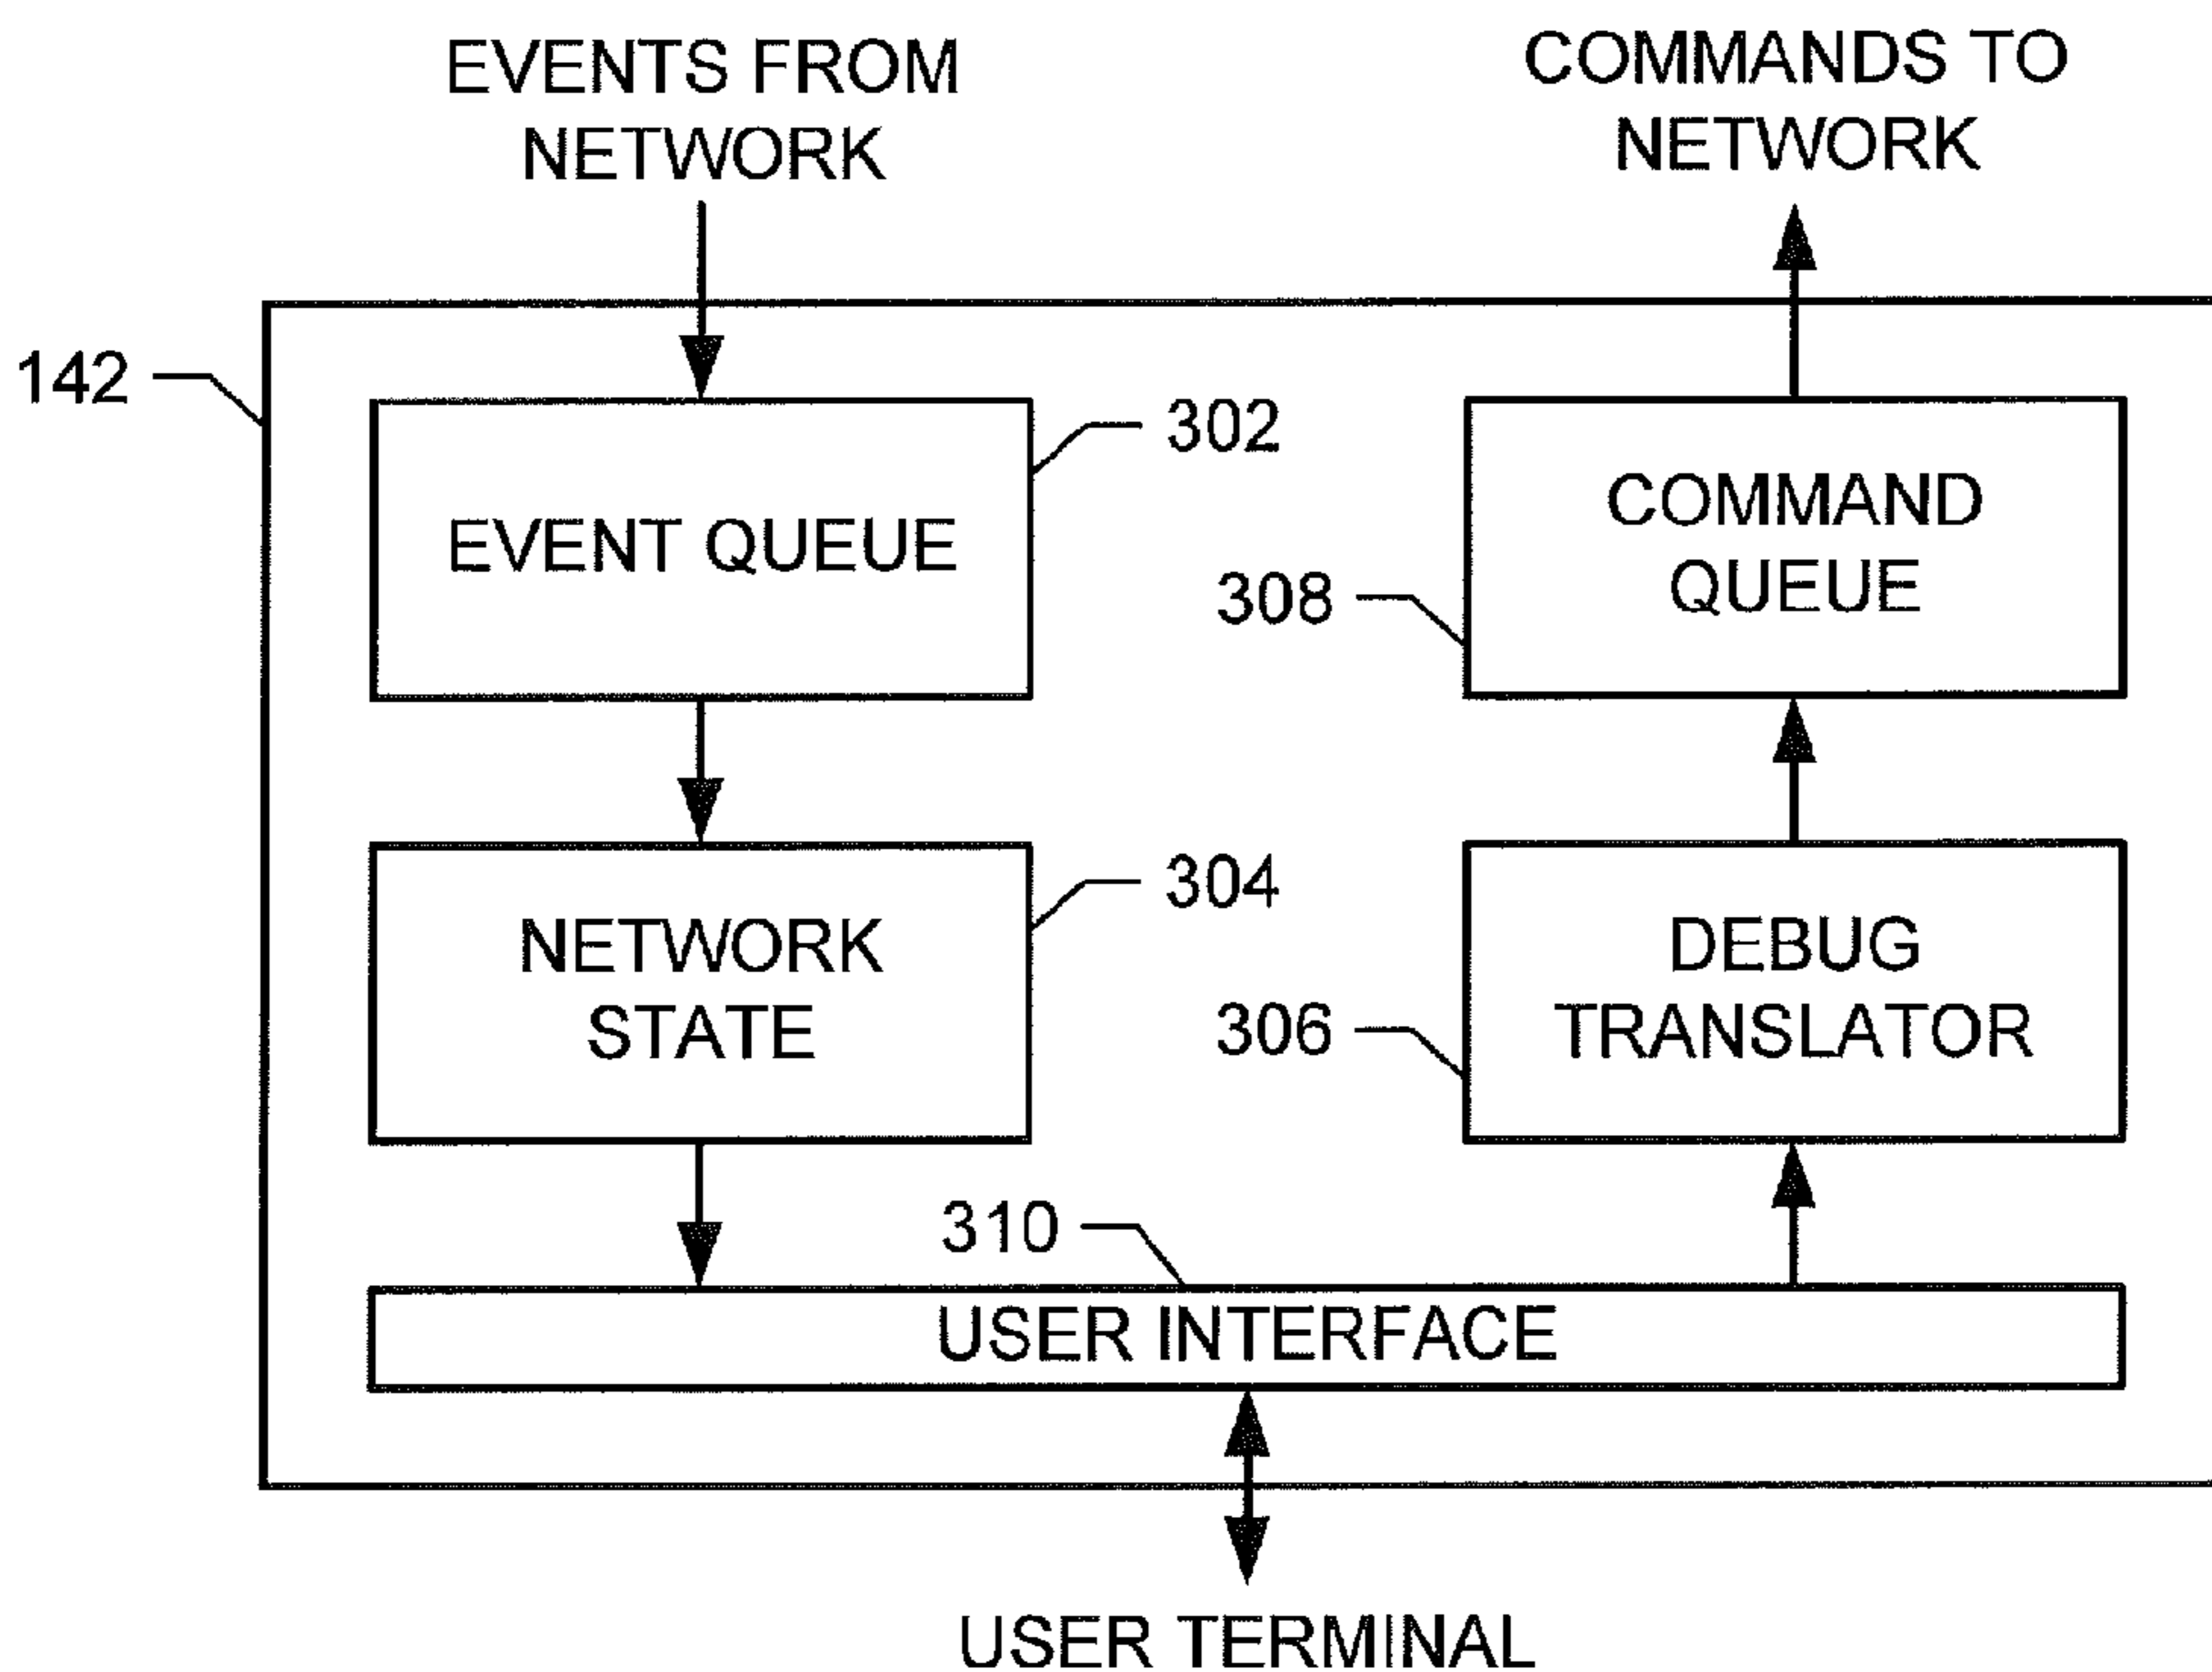 EVENTS FROM
NETWORK
COMMANDS TO
NETWORK
142
302
EVENT QUEUE
COMMAND
QUEUE
308
304
NETWORK
STATE
DEBUG
TRANSLATOR
306
310
USER INTERFACE
USER TERMINAL